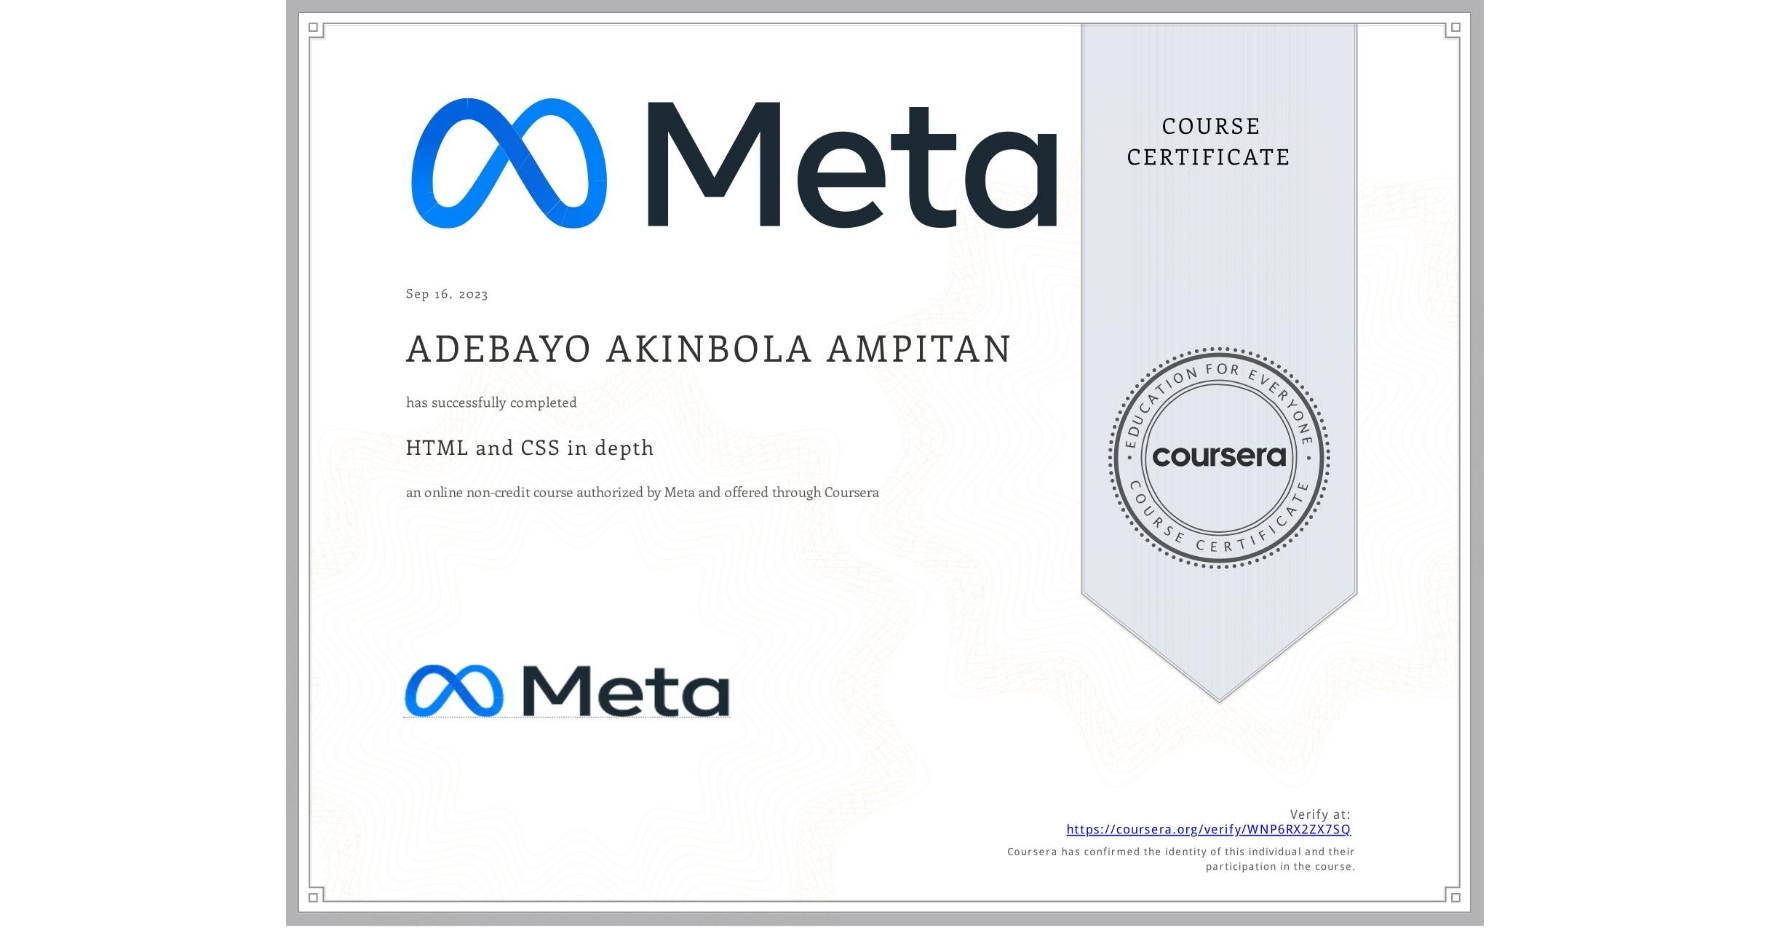 Meta
COURSE
CERTIFICATE
Sep 16, 2023
ADEBAYO AKINBOLA AMPITAN
has successfully completed
HTML and CSS in depth
an online non-credit course authorized by Meta and offered through Coursera
EDUCATION FOR EVERYONE
coursera
COURSE CERTIFICATE
Meta
Verify at:
https://coursera.org/verify/WNP6RX2ZX7SQ
Coursera has confirmed the identity of this individual and their
participation in the course.